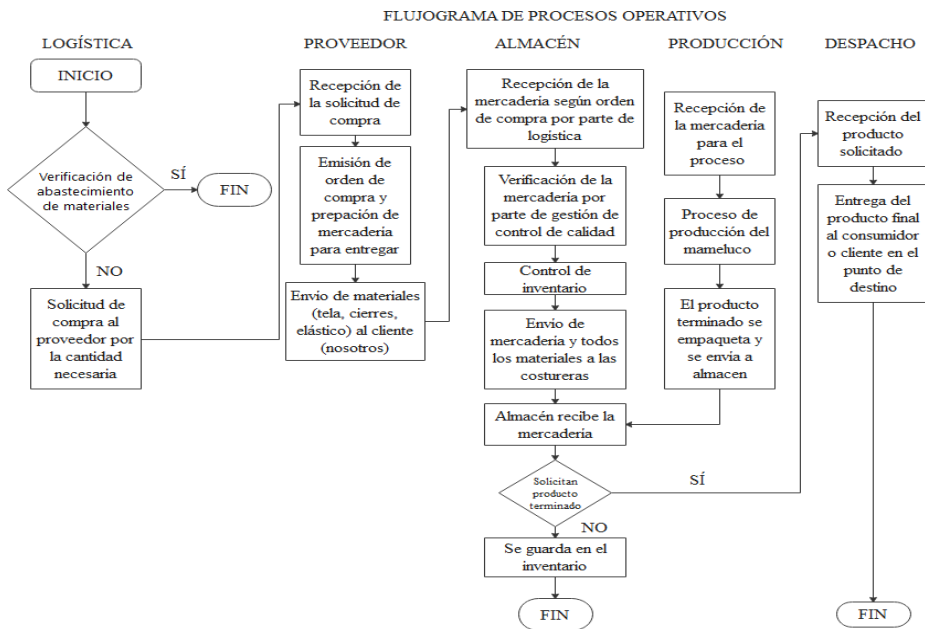 FLUJOGRAMA DE PROCESOS OPERATIVOS
LOGÍSTICA
INICIO
Verificación de
abastecimiento
de materiales
SÍ
FIN
NO
Solicitud de
compra al
proveedor por
la cantidad
necesaria
PROVEEDOR
Recepción de
la solicitud de
compra
Emisión de
orden de
compra y
prepación de
mercadería
para entregar
Envio de materiales
(tela, cierres,
elástico) al cliente
(nosotros)
ALMACÉN
Recepción de la
mercadería según orden
de compra por parte de
logística
Verificación de la
mercadería por
parte de gestión de
control de calidad
Control de
inventario
Envio de
mercadería y todos
los materiales a las
costureras
Almacén recibe la
mercadería
Solicitan
producto
terminado
SÍ
NO
Se guarda en el
inventario
FIN
PRODUCCIÓN
Recepción de
la mercadería
para el
proceso
Proceso de
producción del
mameluco
El producto
terminado se
empaqueta y
se envia a
almacen
DESPACHO
Recepción del
producto
solicitado
Entrega del
producto final
al consumidor
o cliente en el
punto de
destino
FIN